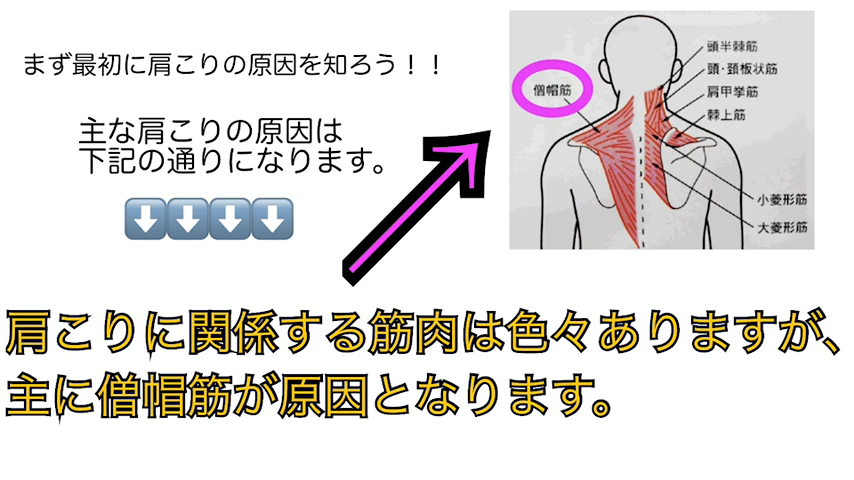 まず最初に肩こりの原因を知ろう！！
主な肩こりの原因は
下記の通りになります。
僧帽筋
頭半棘筋
頭・頚板状筋
肩甲挙筋
棘上筋
小菱形筋
大菱形筋
肩こりに関係する筋肉は色々ありますが、
主に僧帽筋が原因となります。